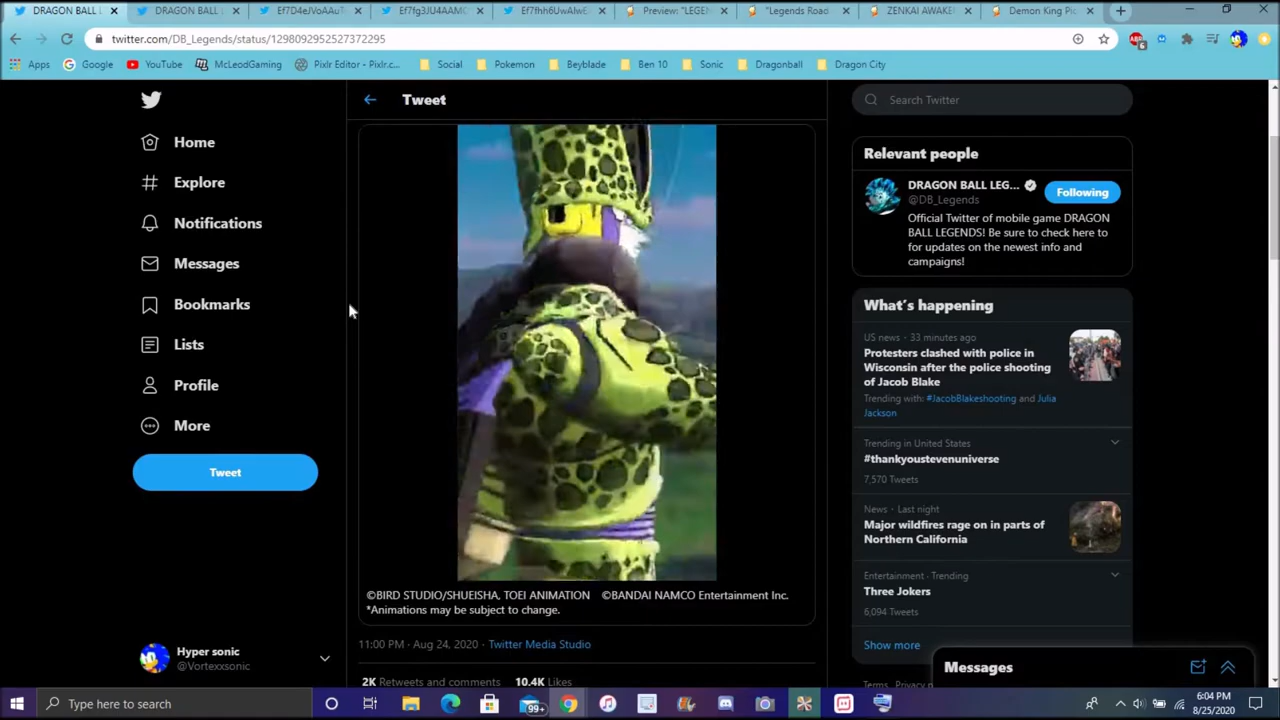 DRAGON BALL L
DRAGON BALL L
Ef7D4eJVoAAuT
Ef7fg3JU4AAMC
Ef7fhh6UwAIwE
Preview: "LEGEN
"Legends Road
ZENKAI AWAKE
Demon King Pic
twitter.com/DB_Legends/status/1298092952527372295
6
Apps
Google
YouTube
McLeodGaming
Pixlr Editor - Pixlr.c...
Social
Pokemon
Beyblade
Ben 10
Sonic
Dragonball
Dragon City
Home
Explore
Notifications
Messages
Bookmarks
Lists
Profile
More
Tweet
Hyper sonic
@Vortexxsonic
Tweet
©BIRD STUDIO/SHUEISHA, TOEI ANIMATION ©BANDAI NAMCO Entertainment Inc.
*Animations may be subject to change.
11:00 PM · Aug 24, 2020 · Twitter Media Studio
2K Retweets and comments 10.4K Likes
Search Twitter
Relevant people
DRAGON BALL LEG...
@DB_Legends
Following
Official Twitter of mobile game DRAGON
BALL LEGENDS! Be sure to check here to
for updates on the newest info and
campaigns!
What's happening
US news · 33 minutes ago
Protesters clashed with police in
Wisconsin after the police shooting
of Jacob Blake
Trending with: #JacobBlakeshooting and Julia
Jackson
Trending in United States
#thankyoustevenuniverse
7,570 Tweets
News · Last night
Major wildfires rage on in parts of
Northern California
Entertainment · Trending
Three Jokers
6,094 Tweets
Show more
Messages
Type here to search
99+
6:04 PM
8/25/2020